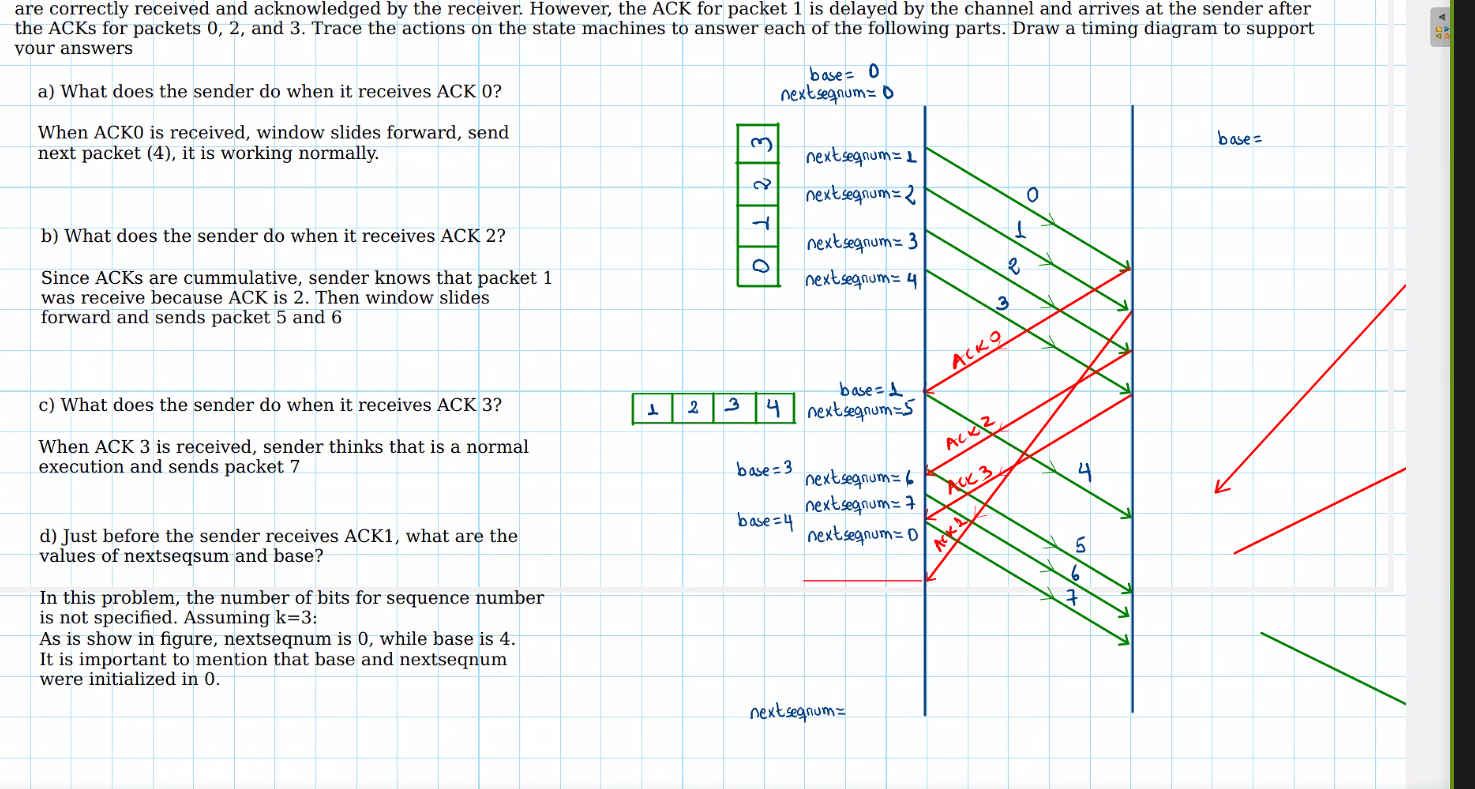 are correctly received and acknowledged by the receiver. However, the ACK for packet 1 is delayed by the channel and arrives at the sender after
the ACKs for packets 0, 2, and 3. Trace the actions on the state machines to answer each of the following parts. Draw a timing diagram to support
your answers
a) What does the sender do when it receives ACK 0?
When ACK0 is received, window slides forward, send
next packet (4), it is working normally.
b) What does the sender do when it receives ACK 2?
Since ACKs are cummulative, sender knows that packet 1
was receive because ACK is 2. Then window slides
forward and sends packet 5 and 6
c) What does the sender do when it receives ACK 3?
When ACK 3 is received, sender thinks that is a normal
execution and sends packet 7
d) Just before the sender receives ACK1, what are the
values of nextseqsum and base?
In this problem, the number of bits for sequence number
is not specified. Assuming k=3:
As is show in figure, nextseqnum is 0, while base is 4.
It is important to mention that base and nextseqnum
were initialized in 0.
base= 0
nextseqnum= 0
3
2
1
0
nextseqnum= 1
nextseqnum= 2
nextseqnum= 3
nextseqnum= 4
0
1
2
3
ACK 0
base= 1
1 2 3 4
nextseqnum=5
ACK 2
base=3
nextseqnum= 6
ACK 3
4
nextseqnum= 7
base=4
nextseqnum= 0
ACK 1
5
6
7
nextseqnum=
base=